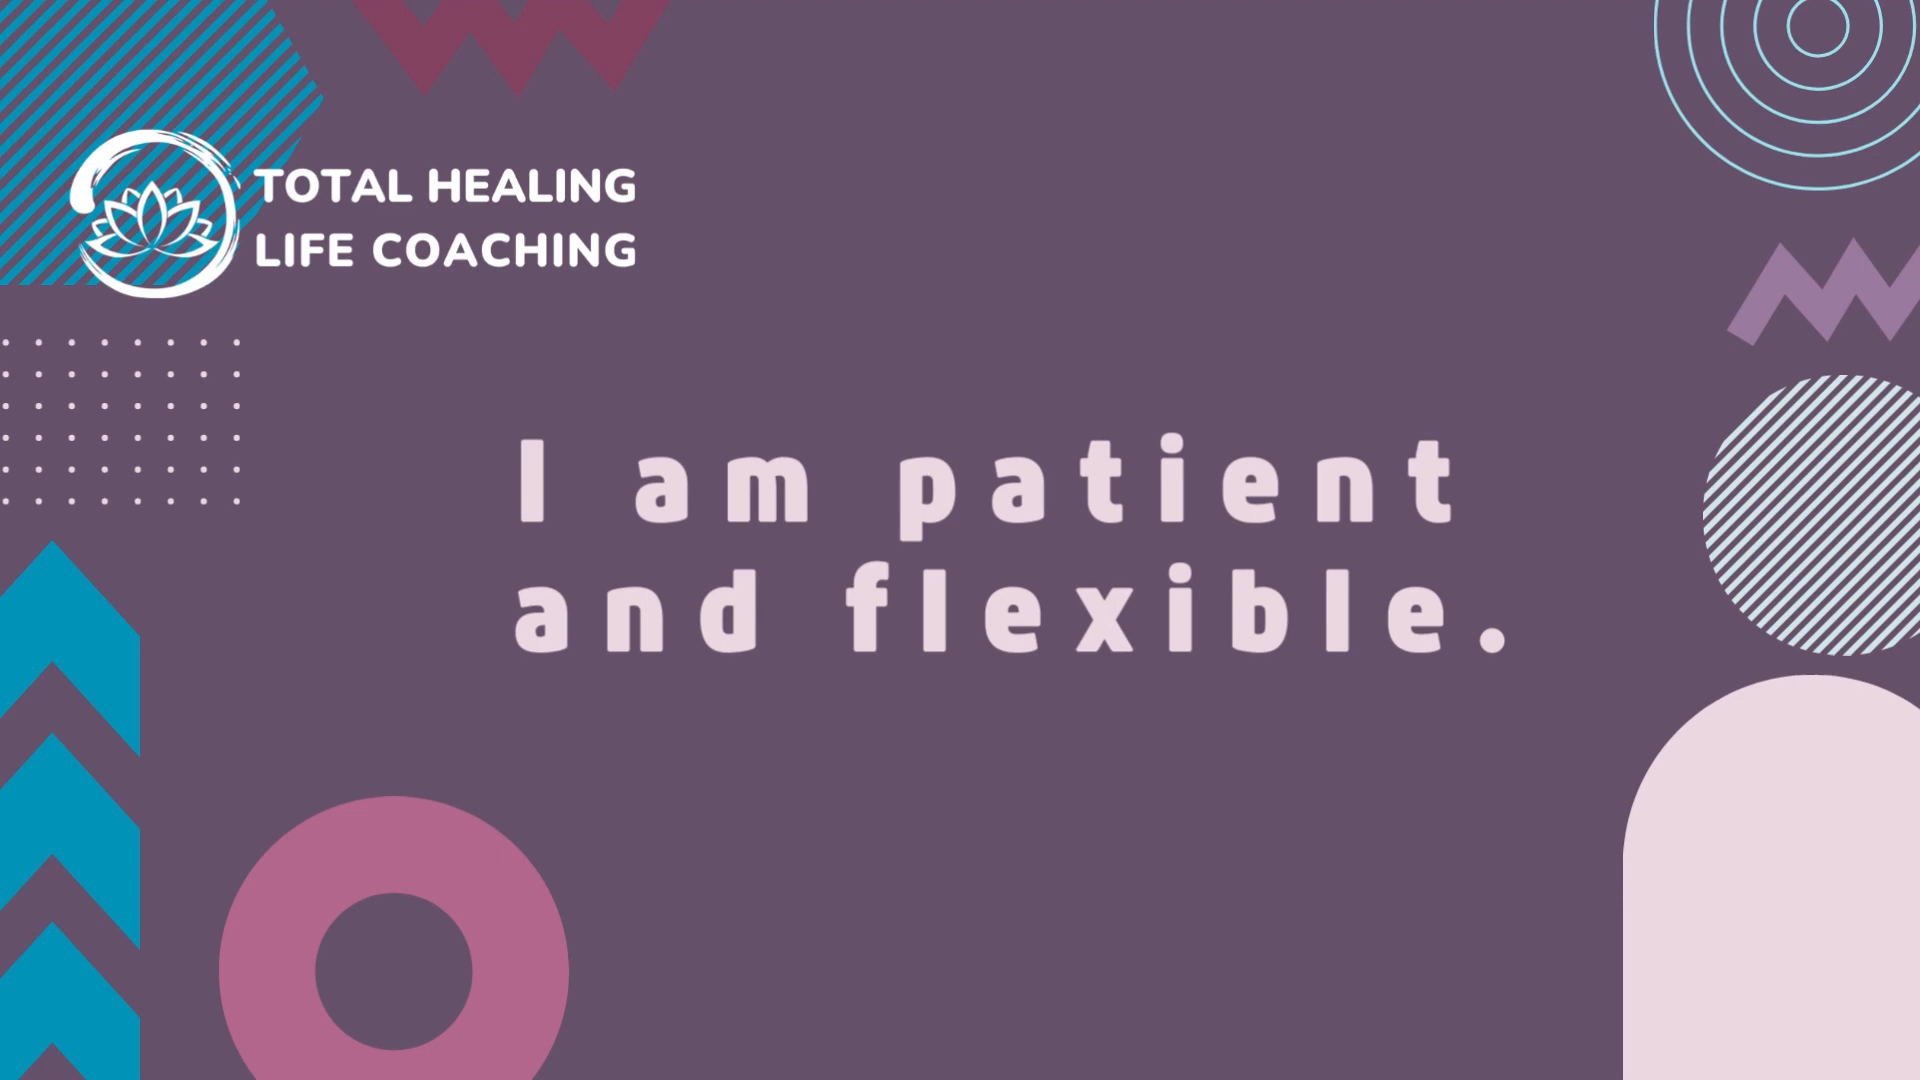 TOTAL HEALING
LIFE COACHING
I am patient
and flexible.